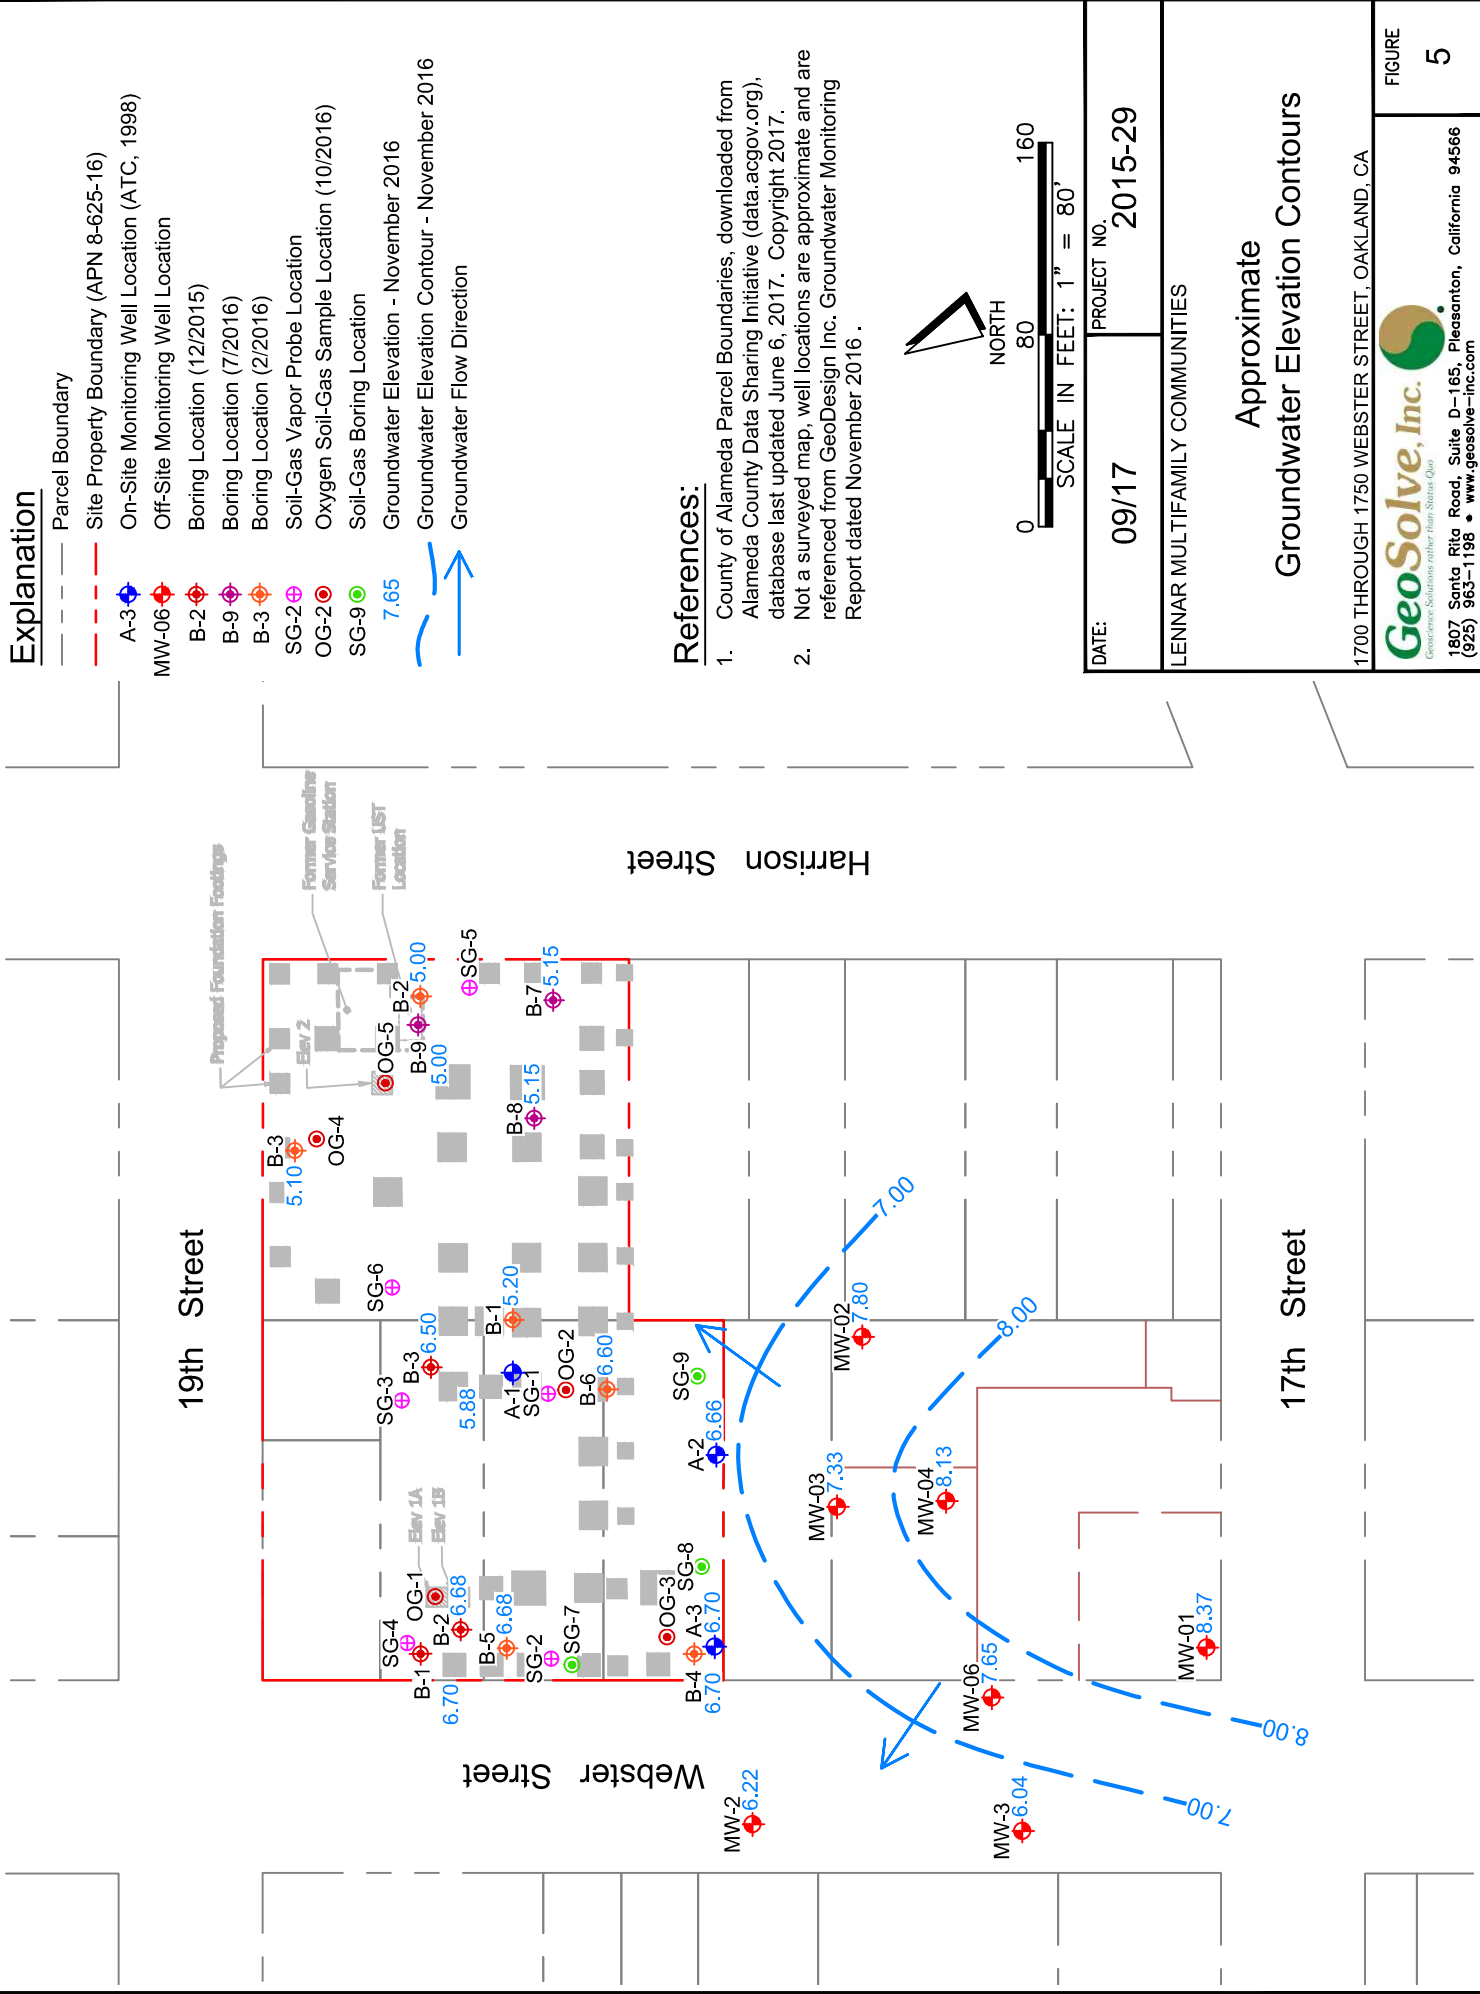 Explanation
Parcel Boundary
Site Property Boundary (APN 8-625-16)
A-3 On-Site Monitoring Well Location (ATC, 1998)
MW-06 Off-Site Monitoring Well Location
B-2 Boring Location (12/2015)
B-9 Boring Location (7/2016)
B-3 Boring Location (2/2016)
SG-2 Soil-Gas Vapor Probe Location
OG-2 Oxygen Soil-Gas Sample Location (10/2016)
SG-9 Soil-Gas Boring Location
7.65 Groundwater Elevation - November 2016
Groundwater Elevation Contour - November 2016
Groundwater Flow Direction
References:
1. County of Alameda Parcel Boundaries, downloaded from
Alameda County Data Sharing Initiative (data.acgov.org),
database last updated June 6, 2017. Copyright 2017.
2. Not a surveyed map, well locations are approximate and are
referenced from GeoDesign Inc. Groundwater Monitoring
Report dated November 2016 .
NORTH
0 80 160
SCALE IN FEET: 1" = 80'
DATE:
09/17
PROJECT NO.
2015-29
LENNAR MULTIFAMILY COMMUNITIES
Approximate
Groundwater Elevation Contours
1700 THROUGH 1750 WEBSTER STREET, OAKLAND, CA
GeoSolve, Inc.
Geoscience Solutions rather than Status Quo
1807 Santa Rita Road, Suite D-165, Pleasanton, California 94566
(925) 963-1198 • www.geosolve-inc.com
FIGURE
5
19th Street
Harrison Street
Webster Street
17th Street
Proposed Foundation Footings
Elev 2
Former Gasoline
Service Station
Former UST
Location
Elev 1A
Elev 1B
B-3
5.10
OG-4
OG-5
B-2
5.00
B-9
5.00
SG-5
B-7
5.15
B-8
5.15
SG-6
B-1
5.20
B-3
6.50
SG-3
5.88
A-1
SG-1
OG-2
B-6
6.60
SG-9
A-2
6.66
OG-1
SG-4
B-1
6.70
B-2
6.68
B-5
6.68
SG-2
SG-7
OG-3
SG-8
A-3
6.70
B-4
6.70
MW-02
7.80
MW-03
7.33
MW-04
8.13
MW-06
7.65
MW-01
8.37
MW-2
6.22
MW-3
6.04
7.00
8.00
7.00
8.00